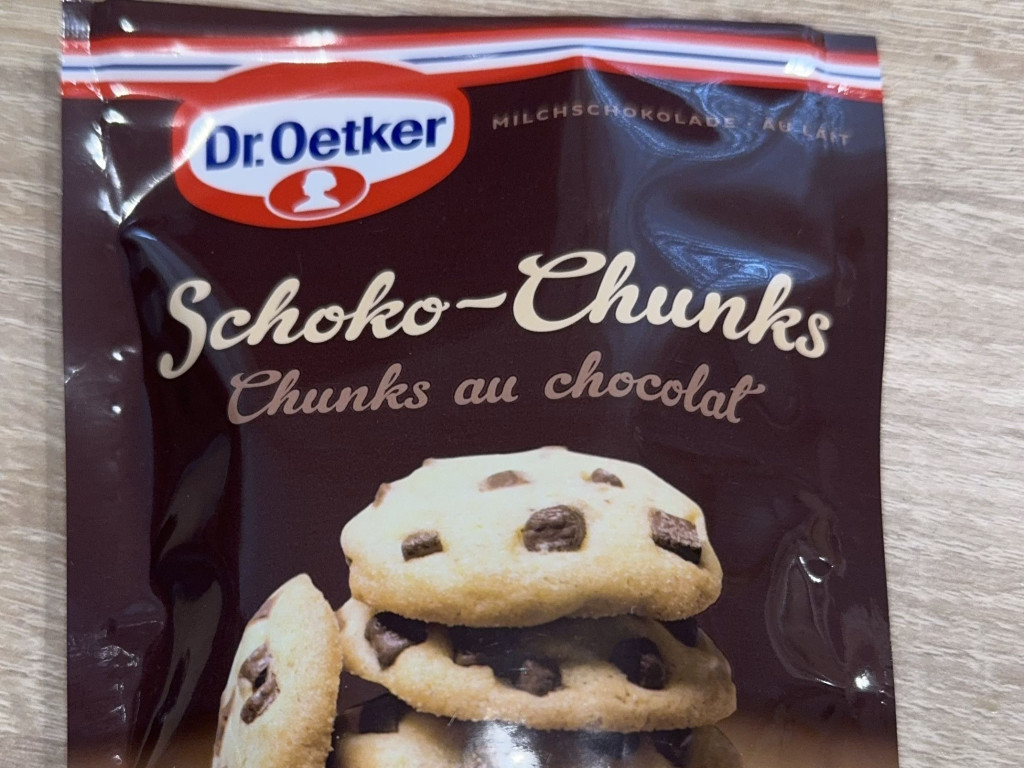 Dr. Oetker
MILCHSCHOKOLADE · AU LAIT
Schoko-Chunks
Chunks au chocolat